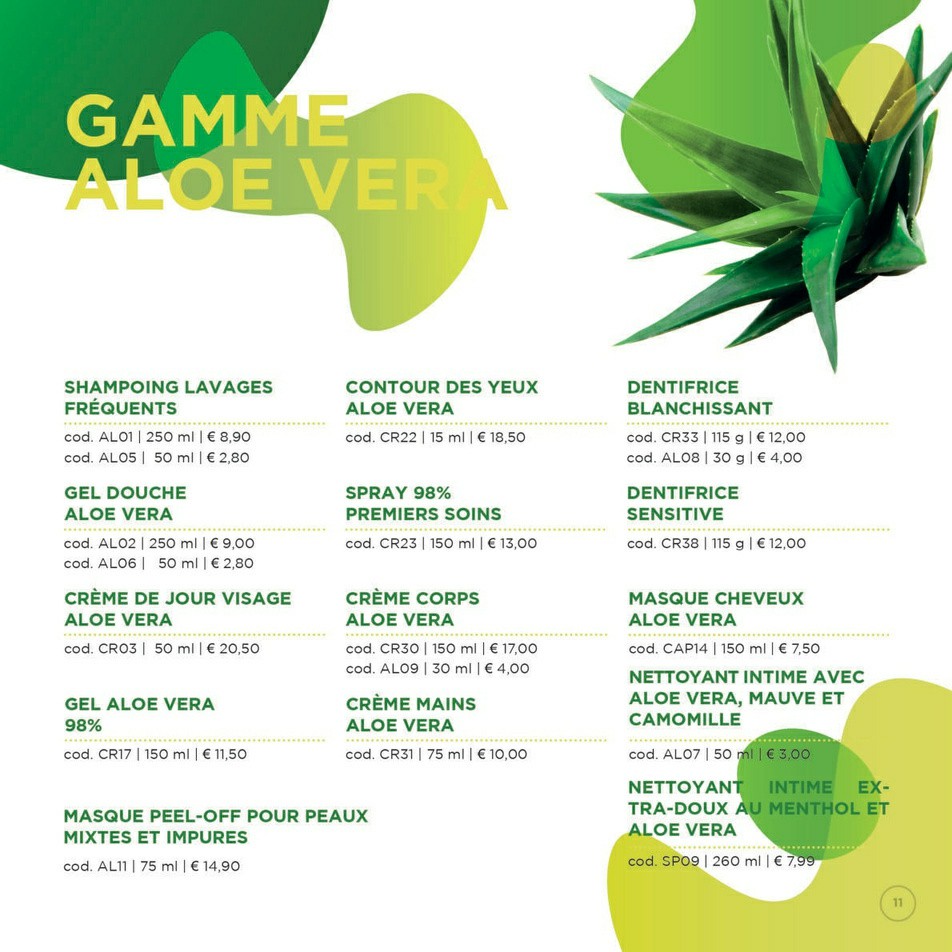 GAMME
ALOE VERA
SHAMPOING LAVAGES
FRÉQUENTS
cod. AL01 | 250 ml | € 8,90
cod. AL05 | 50 ml | € 2,80
GEL DOUCHE
ALOE VERA
cod. AL02 | 250 ml | € 9,00
cod. AL06 | 50 ml | € 2,80
CRÈME DE JOUR VISAGE
ALOE VERA
cod. CR03 | 50 ml | € 20,50
GEL ALOE VERA
98%
cod. CR17 | 150 ml | € 11,50
MASQUE PEEL-OFF POUR PEAUX
MIXTES ET IMPURES
cod. AL11 | 75 ml | € 14,90
CONTOUR DES YEUX
ALOE VERA
cod. CR22 | 15 ml | € 18,50
SPRAY 98%
PREMIERS SOINS
cod. CR23 | 150 ml | € 13,00
CRÈME CORPS
ALOE VERA
cod. CR30 | 150 ml | € 17,00
cod. AL09 | 30 ml | € 4,00
CRÈME MAINS
ALOE VERA
cod. CR31 | 75 ml | € 10,00
DENTIFRICE
BLANCHISSANT
cod. CR33 | 115 g | € 12,00
cod. AL08 | 30 g | € 4,00
DENTIFRICE
SENSITIVE
cod. CR38 | 115 g | € 12,00
MASQUE CHEVEUX
ALOE VERA
cod. CAP14 | 150 ml | € 7,50
NETTOYANT INTIME AVEC
ALOE VERA, MAUVE ET
CAMOMILLE
cod. AL07 | 50 ml | € 3,00
NETTOYANT INTIME EX-
TRA-DOUX AU MENTHOL ET
ALOE VERA
cod. SP09 | 260 ml | € 7,99
11